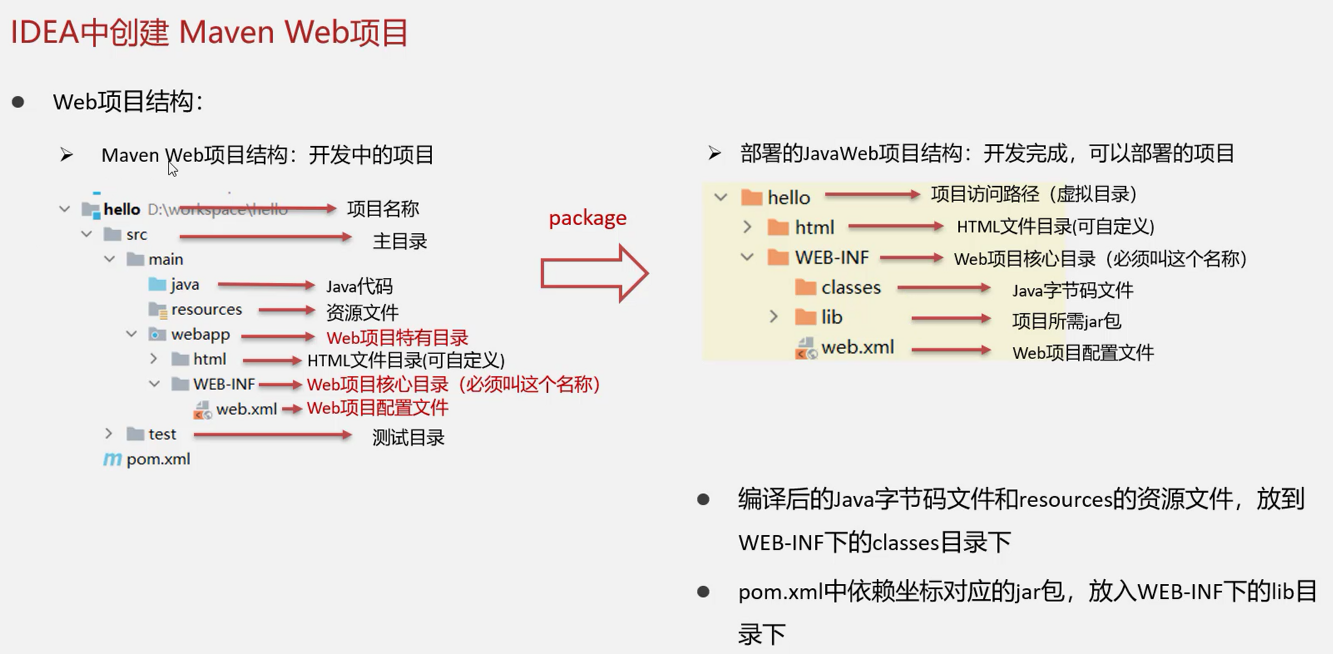 IDEA中创建 Maven Web项目
Web项目结构：
Maven Web项目结构：开发中的项目
hello D:\workspace\hello 项目名称
src 主目录
main
java Java代码
resources 资源文件
webapp Web项目特有目录
html HTML文件目录(可自定义)
WEB-INF Web项目核心目录（必须叫这个名称）
web.xml Web项目配置文件
test 测试目录
pom.xml
package
部署的JavaWeb项目结构：开发完成，可以部署的项目
hello 项目访问路径（虚拟目录）
html HTML文件目录(可自定义)
WEB-INF Web项目核心目录（必须叫这个名称）
classes Java字节码文件
lib 项目所需jar包
web.xml Web项目配置文件
编译后的Java字节码文件和resources的资源文件，放到
WEB-INF下的classes目录下
pom.xml中依赖坐标对应的jar包，放入WEB-INF下的lib目
录下